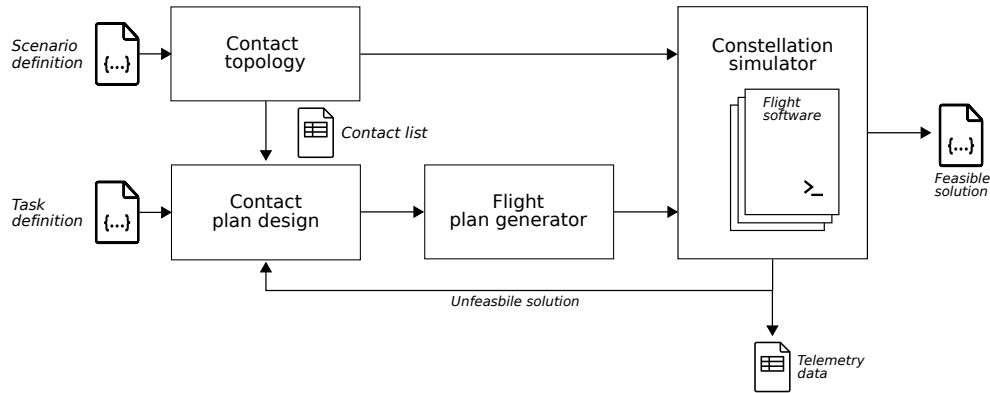 Scenario
definition
{...}
Contact
topology
Constellation
simulator
Flight
software
>_
Contact list
{...}
Feasible
solution
Task
definition
{...}
Contact
plan design
Flight
plan generator
Unfeasbile solution
Telemetry
data